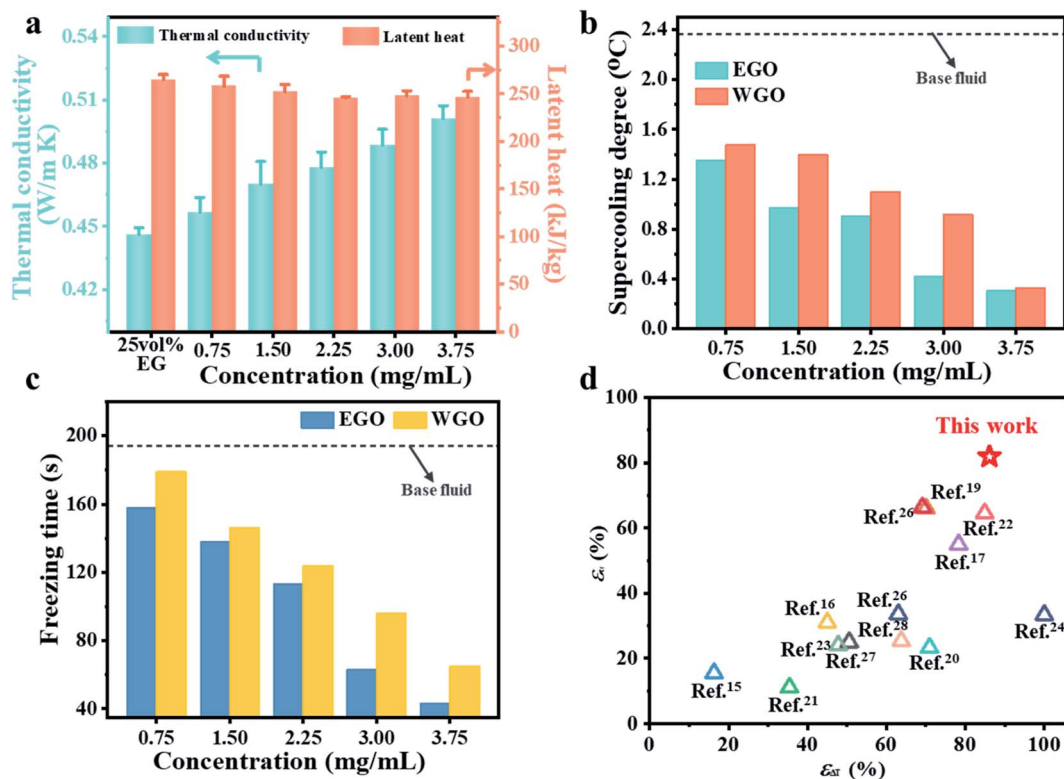 a
Thermal conductivity
Latent heat
Thermal conductivity
(W/m K)
0.54
0.51
0.48
0.45
0.42
300
250
200
150
100
50
0
Latent heat (kJ/kg)
25vol%
EG
0.75
1.50
2.25
3.00
3.75
Concentration (mg/mL)
b
Supercooling degree (⁰C)
2.4
2.0
1.6
1.2
0.8
0.4
0.0
Base fluid
EGO
WGO
0.75
1.50
2.25
3.00
3.75
Concentration (mg/mL)
c
Freezing time (s)
200
160
120
80
40
EGO
WGO
Base fluid
0.75
1.50
2.25
3.00
3.75
Concentration (mg/mL)
d
100
80
60
40
20
0
This work
Ref.19
Ref.26
Ref.22
Ref.17
Ref.16
Ref.26
Ref.24
Ref.28
Ref.23
Ref.27
Ref.20
Ref.15
Ref.21
0
20
40
60
80
100
εΔT (%)